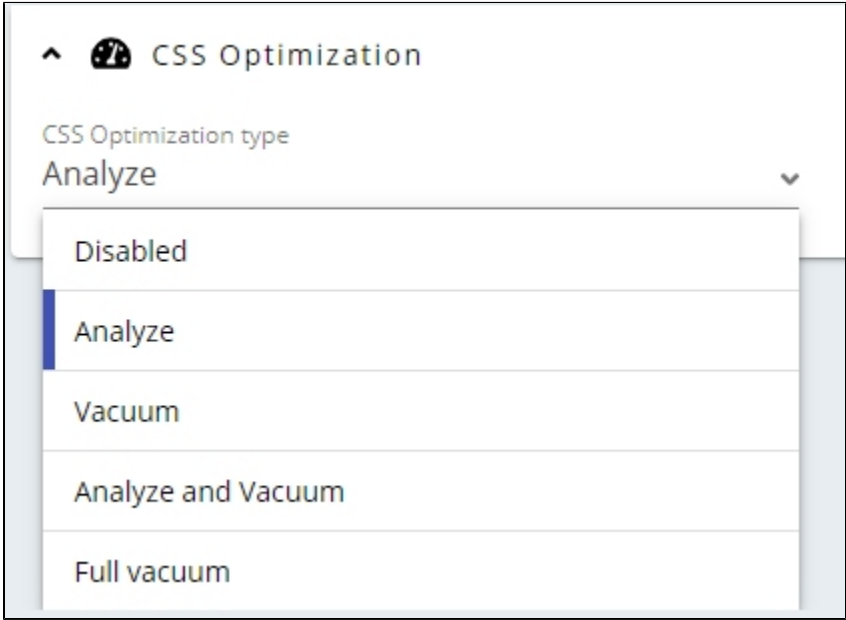 CSS Optimization
CSS Optimization type
Analyze
Disabled
Analyze
Vacuum
Analyze and Vacuum
Full vacuum